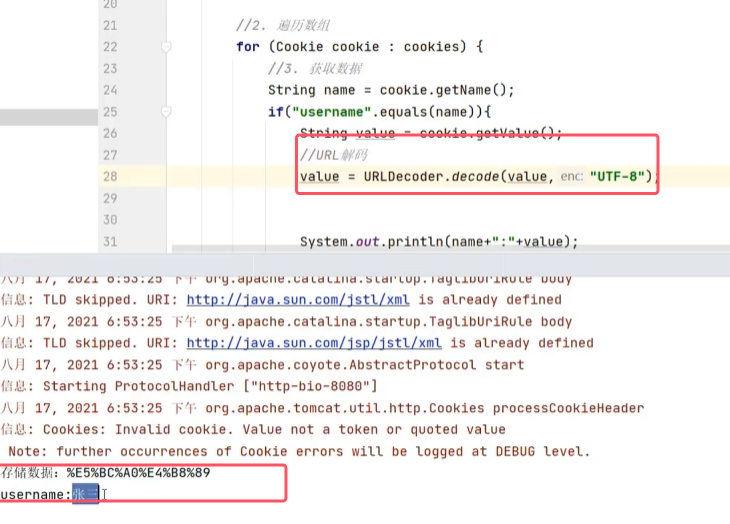 20
21 //2. 遍历数组
22 for (Cookie cookie : cookies) {
23 //3. 获取数据
24 String name = cookie.getName();
25 if("username".equals(name)){
26 String value = cookie.getValue();
27 //URL解码
28 value = URLDecoder.decode(value, enc: "UTF-8");
29
30
31 System.out.println(name+":"+value);
八月 17, 2021 6:53:25 下午 org.apache.catalina.startup.TaglibUriRule body
信息: TLD skipped. URI: http://java.sun.com/jstl/xml is already defined
八月 17, 2021 6:53:25 下午 org.apache.catalina.startup.TaglibUriRule body
信息: TLD skipped. URI: http://java.sun.com/jsp/jstl/xml is already defined
八月 17, 2021 6:53:25 下午 org.apache.coyote.AbstractProtocol start
信息: Starting ProtocolHandler ["http-bio-8080"]
八月 17, 2021 6:53:25 下午 org.apache.tomcat.util.http.Cookies processCookieHeader
信息: Cookies: Invalid cookie. Value not a token or quoted value
Note: further occurrences of Cookie errors will be logged at DEBUG level.
存储数据: %E5%BC%A0%E4%B8%89
username:张三